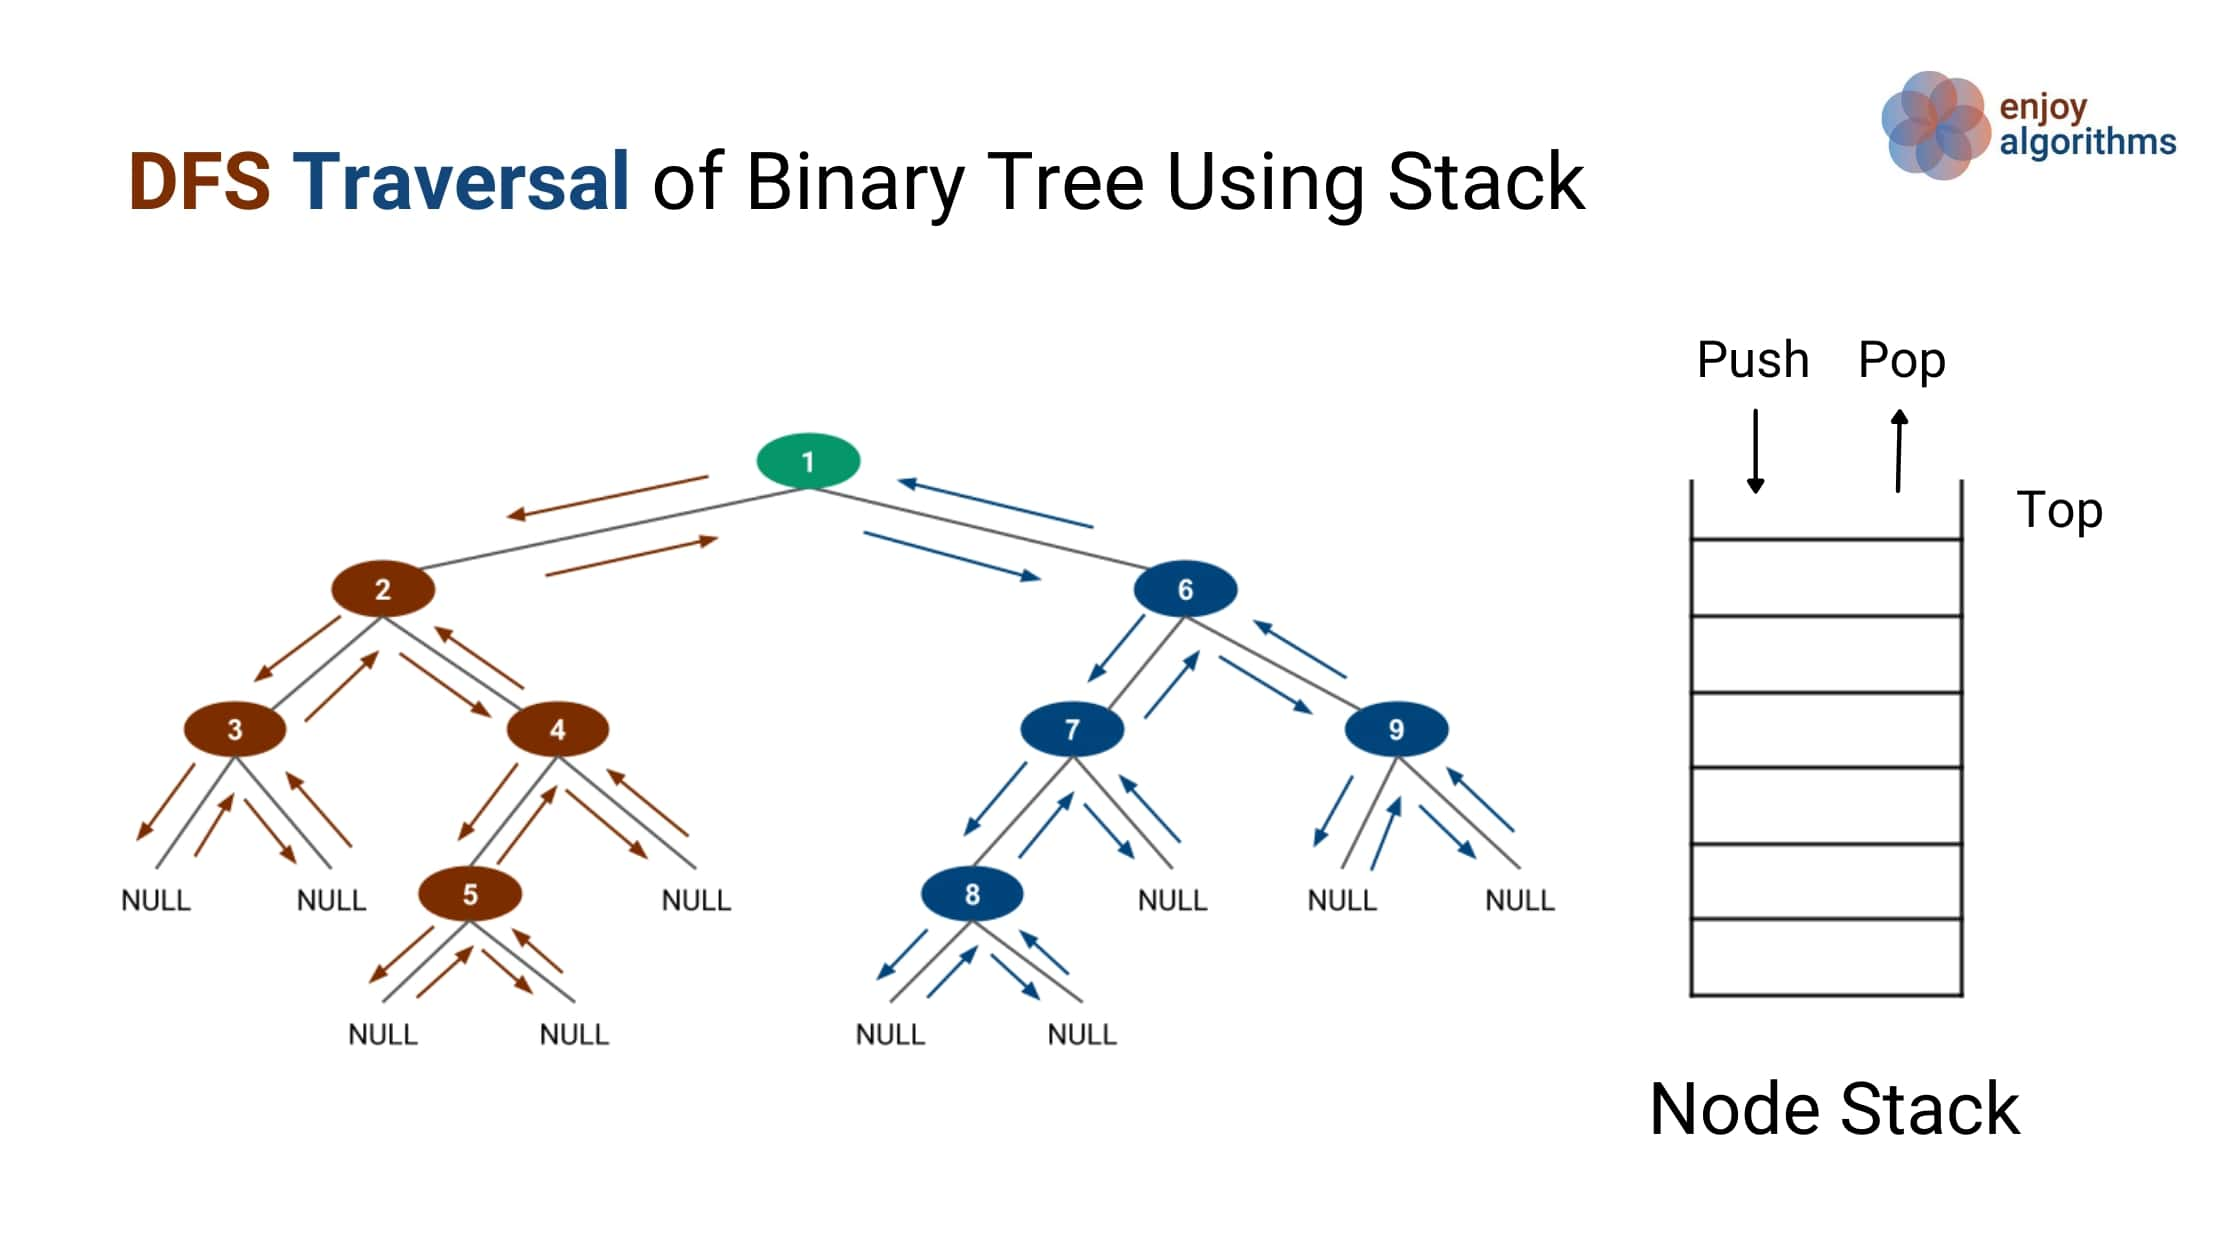 enjoy
algorithms
DFS Traversal of Binary Tree Using Stack
Push Pop
Top
1
2
6
3
4
7
9
NULL
NULL
5
NULL
8
NULL
NULL
NULL
NULL
NULL
NULL
NULL
Node Stack